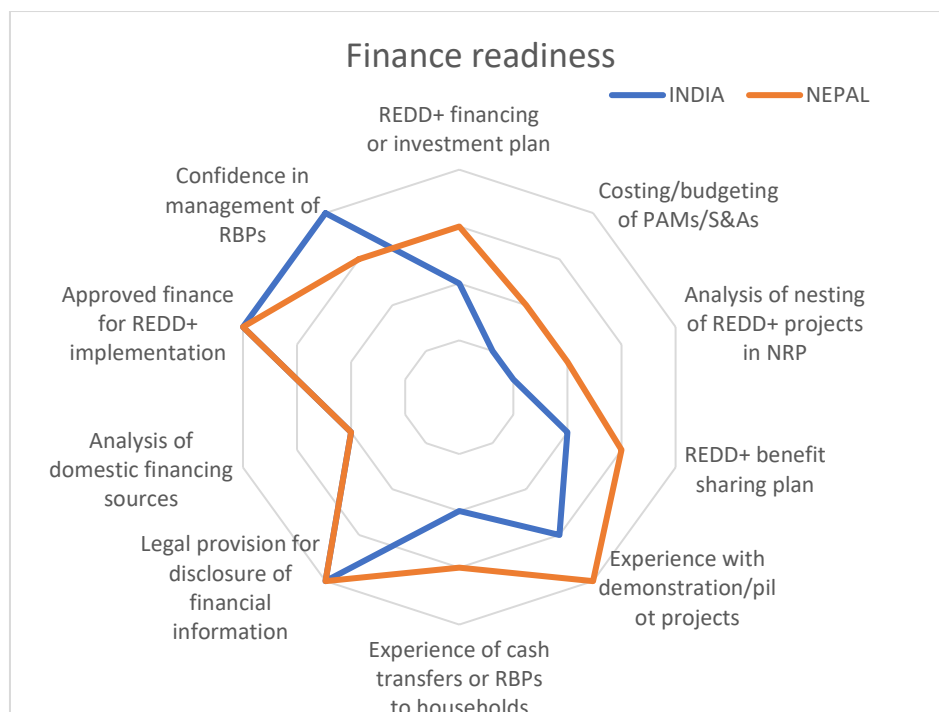 Finance readiness
INDIA
NEPAL
REDD+ financing
or investment plan
Costing/budgeting
of PAMs/S&As
Analysis of nesting
of REDD+ projects
in NRP
REDD+ benefit
sharing plan
Experience with
demonstration/pil
ot projects
Experience of cash
transfers or RBPs
to households
Legal provision for
disclosure of
financial
information
Analysis of
domestic financing
sources
Approved finance
for REDD+
implementation
Confidence in
management of
RBPs